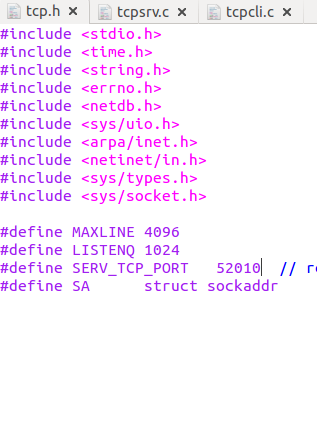 tcp.h × tcpsrv.c × tcpcli.c ×
#include <stdio.h>
#include <time.h>
#include <string.h>
#include <errno.h>
#include <netdb.h>
#include <sys/uio.h>
#include <arpa/inet.h>
#include <netinet/in.h>
#include <sys/types.h>
#include <sys/socket.h>
#define MAXLINE 4096
#define LISTENQ 1024
#define SERV_TCP_PORT 52010 //
#define SA struct sockaddr